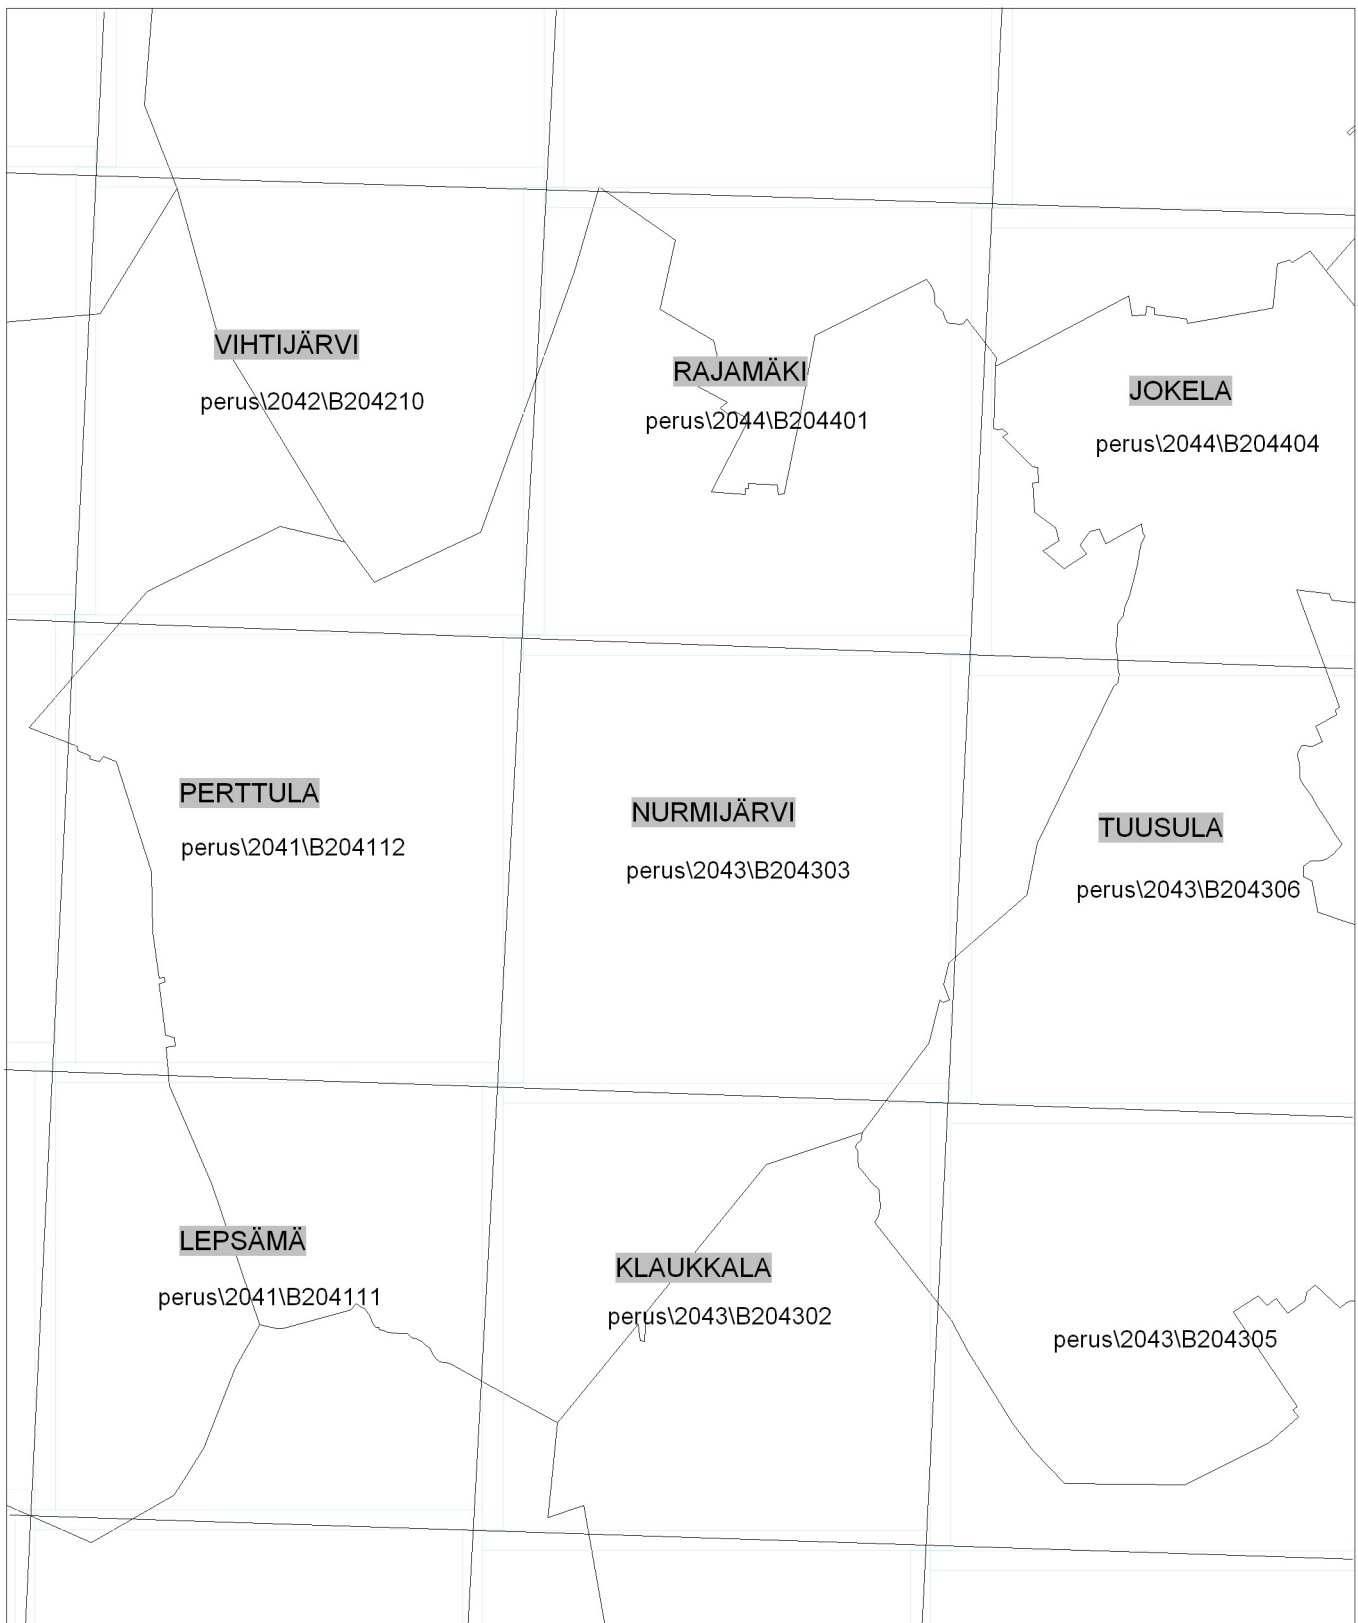 VIHTIJÄRVI
perus\2042\B204210
RAJAMÄKI
perus\2044\B204401
JOKELA
perus\2044\B204404
PERTTULA
perus\2041\B204112
NURMIJÄRVI
perus\2043\B204303
TUUSULA
perus\2043\B204306
LEPSÄMÄ
perus\2041\B204111
KLAUKKALA
perus\2043\B204302
perus\2043\B204305